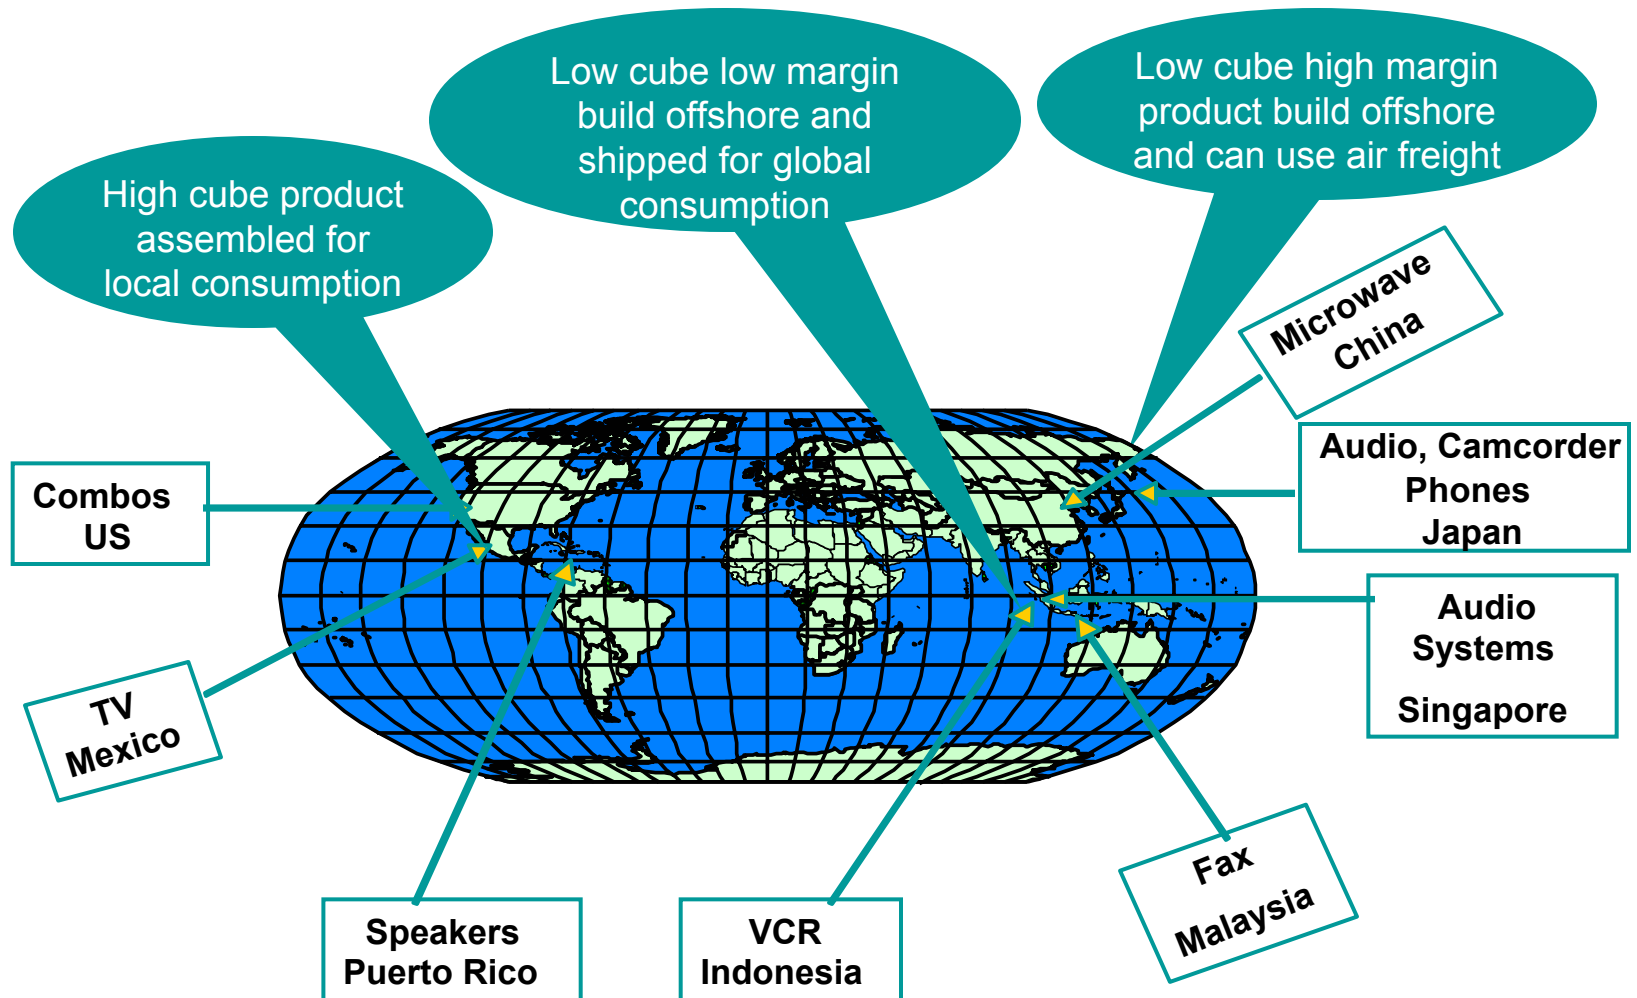 High cube product
assembled for
local consumption
Low cube low margin
build offshore and
shipped for global
consumption
Low cube high margin
product build offshore
and can use air freight
Microwave
China
Audio, Camcorder
Phones
Japan
Combos
US
Audio
Systems
Singapore
TV
Mexico
Fax
Malaysia
Speakers
Puerto Rico
VCR
Indonesia